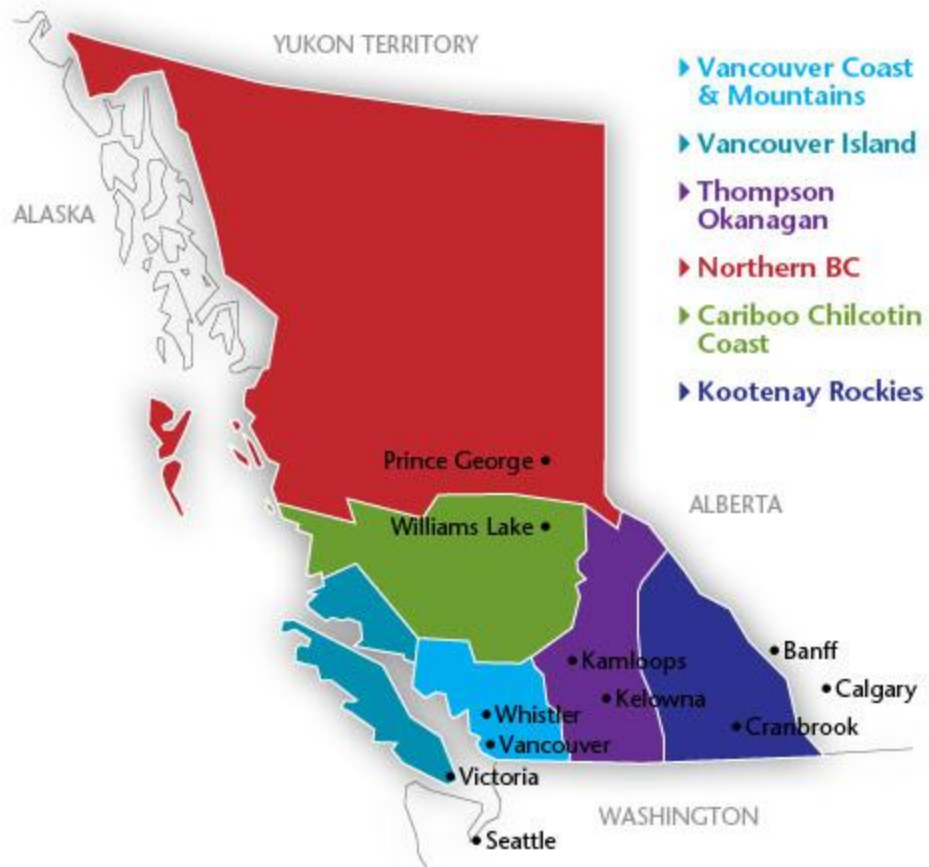 YUKON TERRITORY
Vancouver Coast
& Mountains
Vancouver Island
Thompson
Okanagan
ALASKA
Northern BC
Cariboo Chilcotin
Coast
Kootenay Rockies
Prince George
ALBERTA
Williams Lake
Banff
Kamloops
Calgary
Kelowna
Whistler
Cranbrook
Vancouver
Victoria
WASHINGTON
Seattle